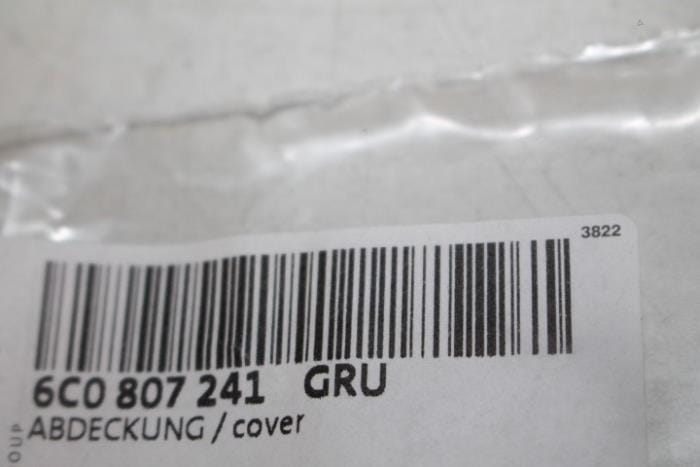 3822
6C0 807 241 GRU
ABDECKUNG / cover